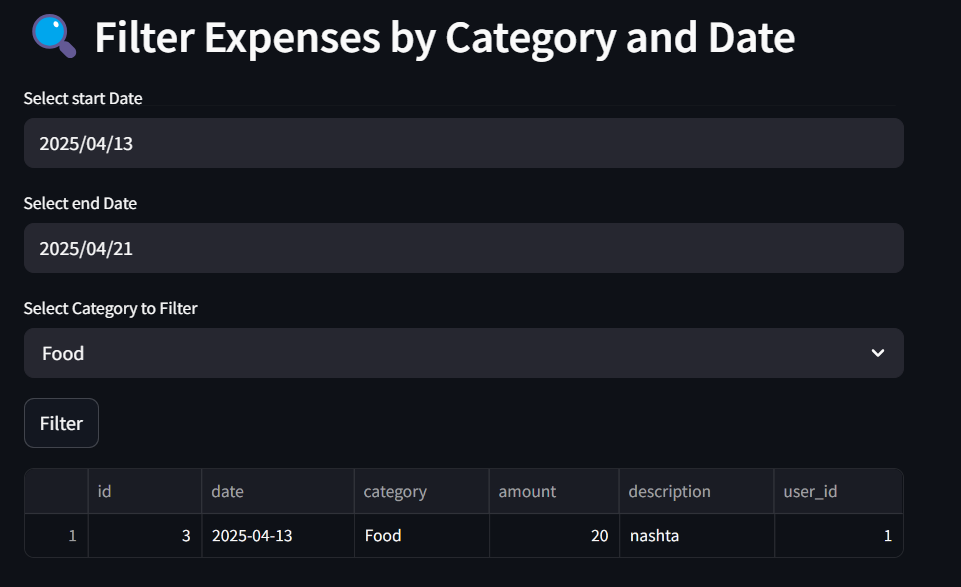 Filter Expenses by Category and Date
Select start Date
2025/04/13
Select end Date
2025/04/21
Select Category to Filter
Food
Filter
id date category amount description user_id
1 3 2025-04-13 Food 20 nashta 1